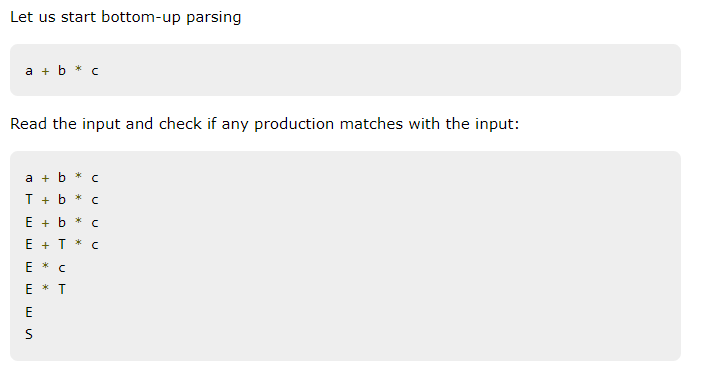 Let us start bottom-up parsing
a + b * c
Read the input and check if any production matches with the input:
a + b * c
T + b * c
E + b * c
E + T * c
E * c
E * T
E
S